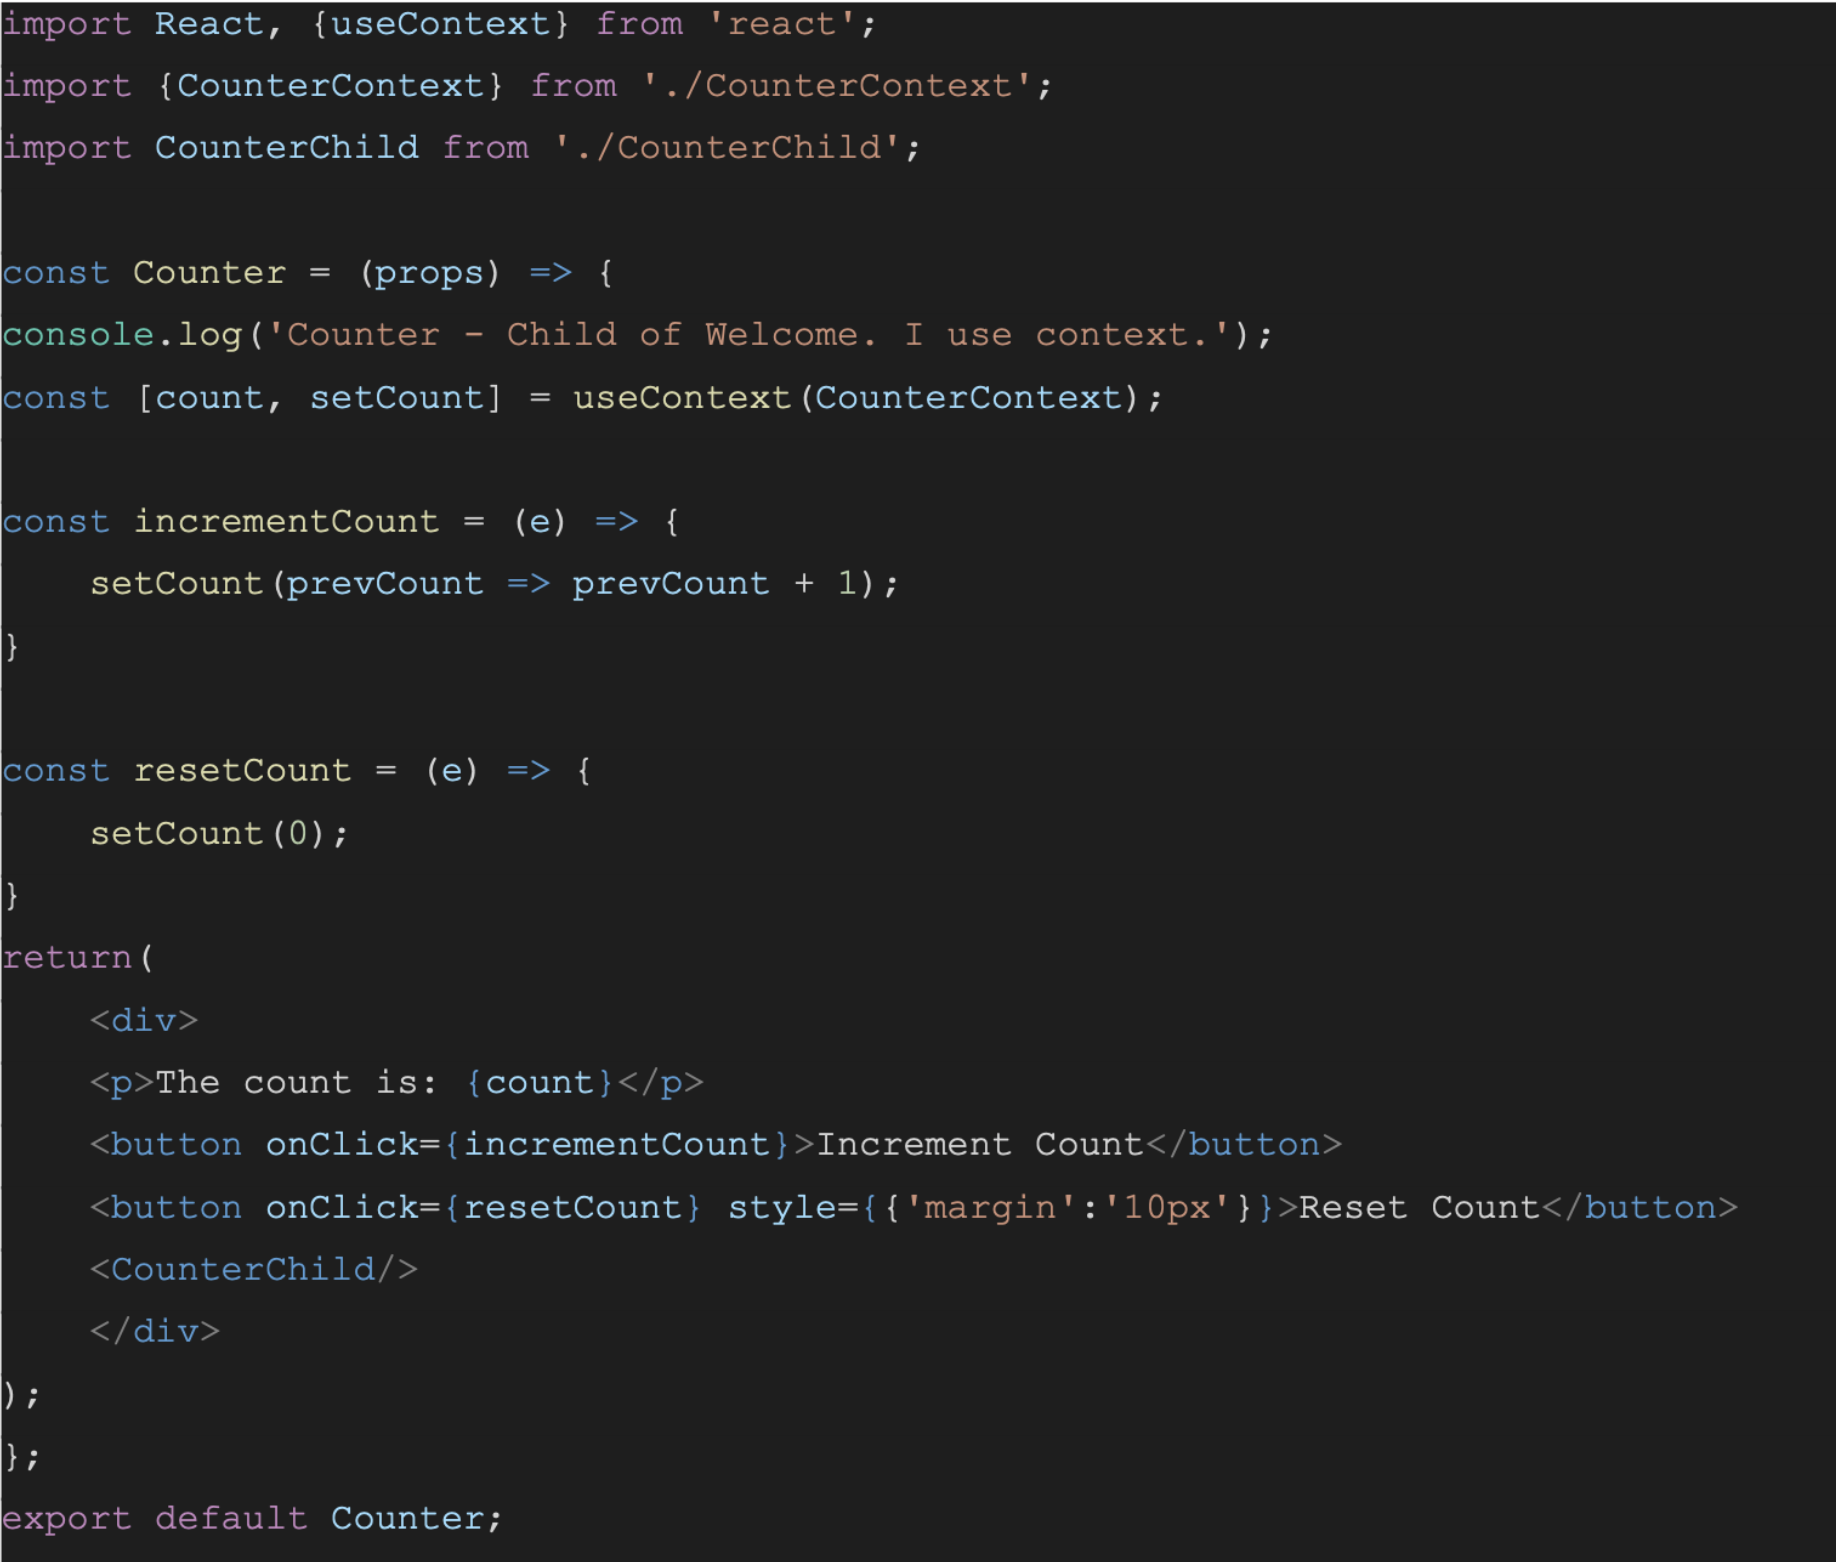 import React, {useContext} from 'react';
import {CounterContext} from './CounterContext';
import CounterChild from './CounterChild';

const Counter = (props) => {
console.log('Counter - Child of Welcome. I use context.');
const [count, setCount] = useContext(CounterContext);

const incrementCount = (e) => {
    setCount(prevCount => prevCount + 1);
}

const resetCount = (e) => {
    setCount(0);
}
return(
    <div>
    <p>The count is: {count}</p>
    <button onClick={incrementCount}>Increment Count</button>
    <button onClick={resetCount} style={{'margin':'10px'}}>Reset Count</button>
    <CounterChild/>
    </div>
);
};
export default Counter;